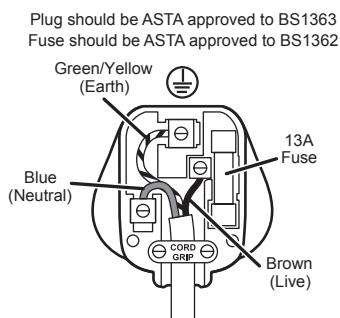 Plug should be ASTA approved to BS1363
Fuse should be ASTA approved to BS1362
Green/Yellow
(Earth)
13A
Fuse
Blue
(Neutral)
CORD
GRIP
Brown
(Live)